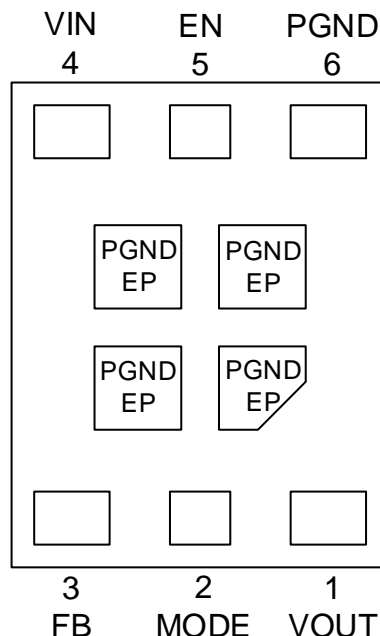 VIN EN PGND
4 5 6
PGND PGND
EP EP
PGND PGND
EP EP
3 2 1
FB MODE VOUT